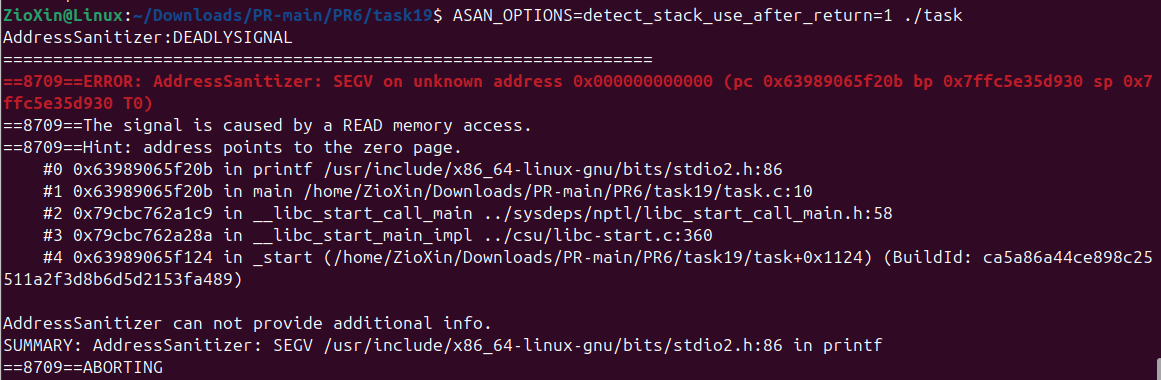 ZioXin@Linux:~/Downloads/PR-main/PR6/task19$ ASAN_OPTIONS=detect_stack_use_after_return=1 ./task
AddressSanitizer:DEADLYSIGNAL
=================================================================
==8709==ERROR: AddressSanitizer: SEGV on unknown address 0x000000000000 (pc 0x63989065f20b bp 0x7ffc5e35d930 sp 0x7
ffc5e35d930 T0)
==8709==The signal is caused by a READ memory access.
==8709==Hint: address points to the zero page.
    #0 0x63989065f20b in printf /usr/include/x86_64-linux-gnu/bits/stdio2.h:86
    #1 0x63989065f20b in main /home/ZioXin/Downloads/PR-main/PR6/task19/task.c:10
    #2 0x79cbc762a1c9 in __libc_start_call_main ../sysdeps/nptl/libc_start_call_main.h:58
    #3 0x79cbc762a28a in __libc_start_main_impl ../csu/libc-start.c:360
    #4 0x63989065f124 in _start (/home/ZioXin/Downloads/PR-main/PR6/task19/task+0x1124) (BuildId: ca5a86a44ce898c25
511a2f3d8b6d5d2153fa489)

AddressSanitizer can not provide additional info.
SUMMARY: AddressSanitizer: SEGV /usr/include/x86_64-linux-gnu/bits/stdio2.h:86 in printf
==8709==ABORTING